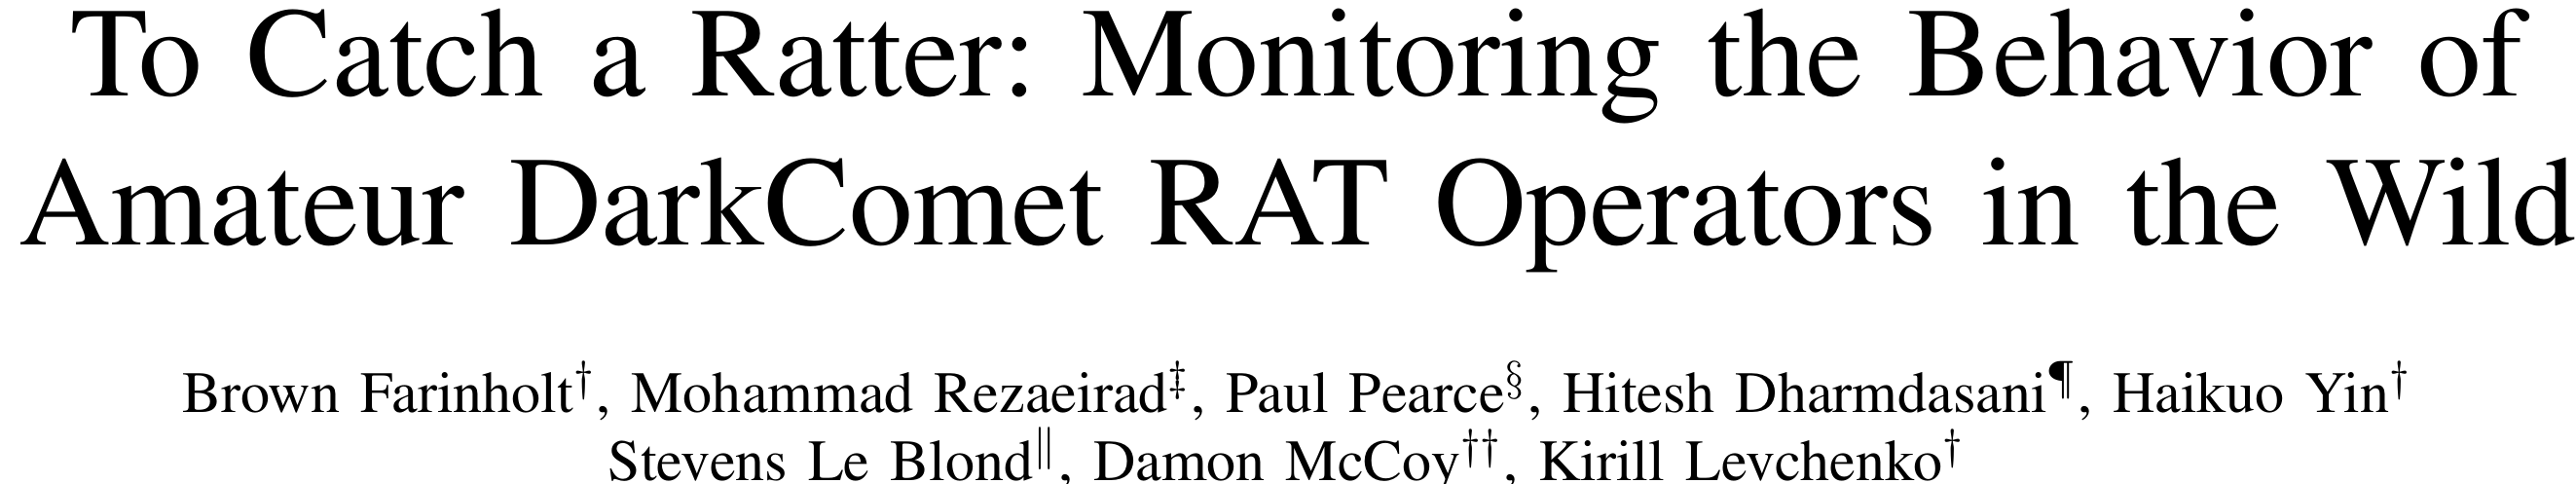 To Catch a Ratter: Monitoring the Behavior of
Amateur DarkComet RAT Operators in the Wild
Brown Farinholt†, Mohammad Rezaeirad‡, Paul Pearce§, Hitesh Dharmdasani¶, Haikuo Yin†
Stevens Le Blond‖, Damon McCoy††, Kirill Levchenko†